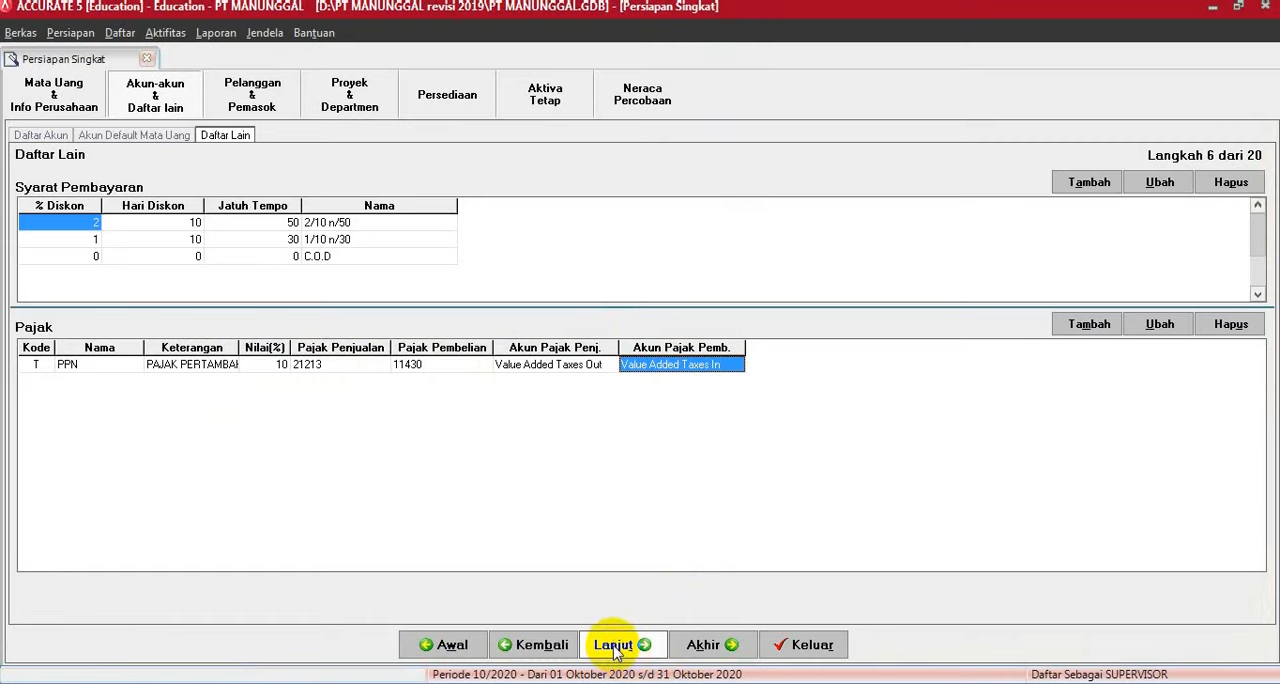 ACCURATE 5 [Education] - Education - PT MANUNGGAL [D:\PT MANUNGGAL revisi 2019\PT MANUNGGAL.GDB] - [Persiapan Singkat]
Berkas Persiapan Daftar Aktifitas Laporan Jendela Bantuan
Persiapan Singkat
Mata Uang & Info Perusahaan
Akun-akun & Daftar lain
Pelanggan & Pemasok
Proyek & Departmen
Persediaan
Aktiva Tetap
Neraca Percobaan
Daftar Akun Akun Default Mata Uang Daftar Lain
Daftar Lain Langkah 6 dari 20
Syarat Pembayaran Tambah Ubah Hapus
% Diskon Hari Diskon Jatuh Tempo Nama
2 10 50 2/10 n/50
1 10 30 1/10 n/30
0 0 0 C.O.D
Pajak Tambah Ubah Hapus
Kode Nama Keterangan Nilai(%) Pajak Penjualan Pajak Pembelian Akun Pajak Penj. Akun Pajak Pemb.
T PPN PAJAK PERTAMBAH 10 21213 11430 Value Added Taxes Out Value Added Taxes In
Awal Kembali Lanjut Akhir Keluar
Periode 10/2020 - Dari 01 Oktober 2020 s/d 31 Oktober 2020 Daftar Sebagai SUPERVISOR